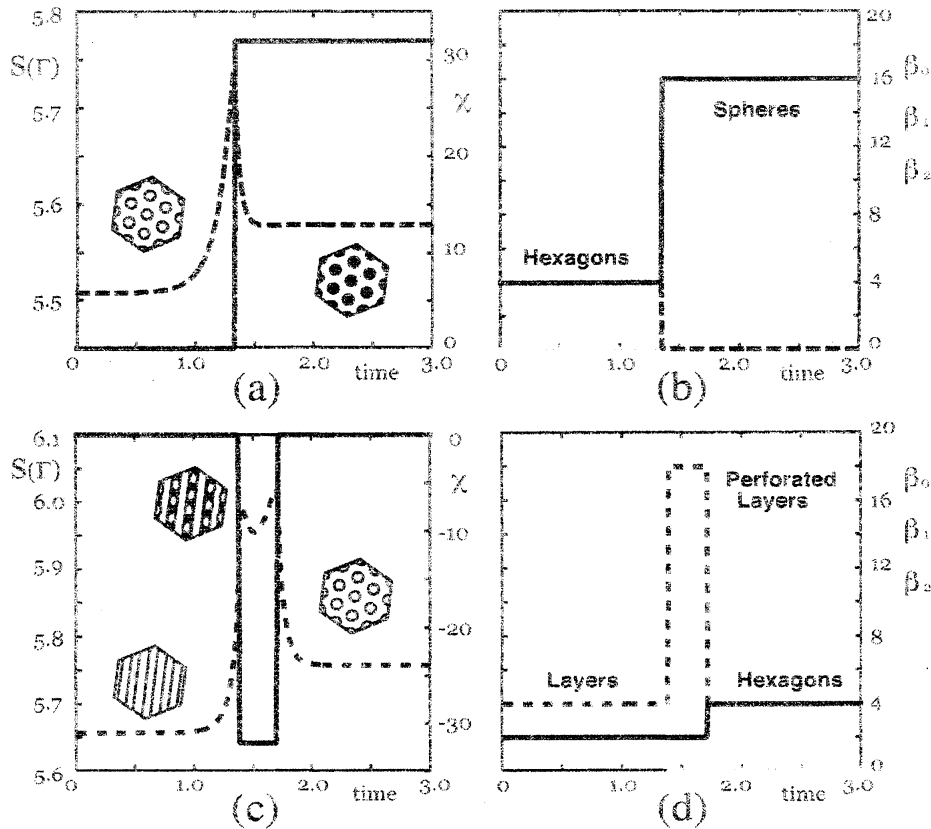 5.8
S(Γ)
5.7
5.6
5.5
30
χ
20
10
0
0 1.0 2.0 3.0
time
(a)
20
16
12
8
4
0
β₀
β₁
β₂
Spheres
Hexagons
0 1.0 2.0 3.0
time
(b)
6.1
S(Γ)
6.0
5.9
5.8
5.7
5.6
0
χ
-10
-20
-30
0 1.0 2.0 3.0
time
(c)
20
16
12
8
4
0
β₀
β₁
β₂
Perforated
Layers
Layers
Hexagons
0 1.0 2.0 3.0
time
(d)